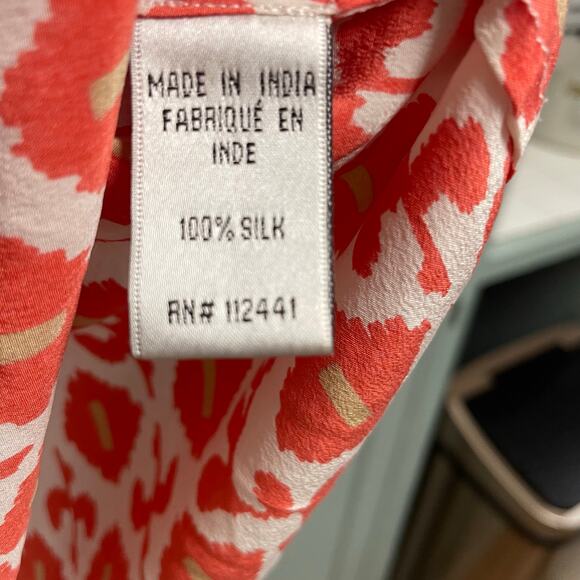 MADE IN INDIA
FABRIQUÉ EN
INDE
100% SILK
RN# 112441